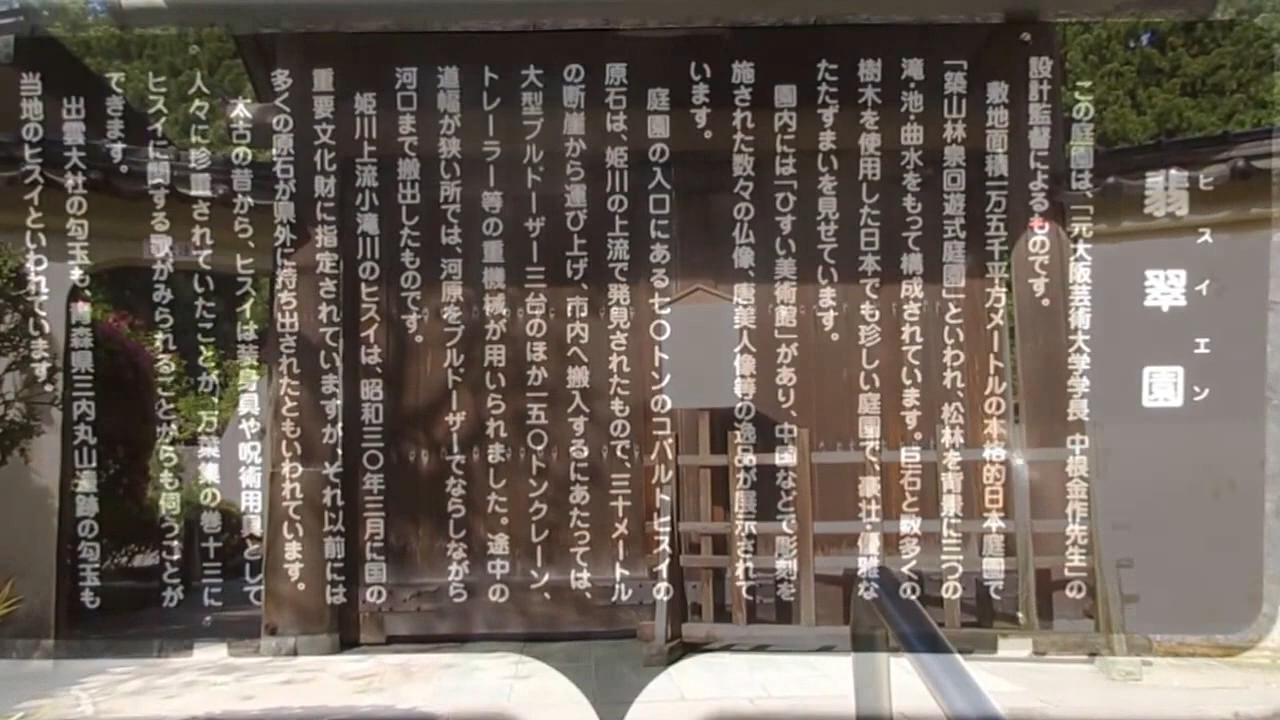 ヒスイエン
翡翠園
この庭園は、「元大阪芸術大学学長 中根金作先生」の
設計監督によるものです。
敷地面積一万五千平方メートルの本格的日本庭園で
「築山林泉回遊式庭園」といわれ、松林を背景に三つの
滝・池・曲水をもって構成されています。巨石と数多くの
樹木を使用した日本でも珍しい庭園で、豪壮・優雅な
たたずまいを見せています。
園内には「ひすい美術館」があり、中国などで彫刻を
施された数々の仏像、唐美人像等の逸品が展示されて
います。
庭園の入口にある七〇トンのコバルトヒスイの
原石は、姫川の上流で発見されたもので、三十メートル
の断崖から運び上げ、市内へ搬入するにあたっては、
大型ブルドーザー三台のほか一五〇トンクレーン、
トレーラー等の重機械が用いられました。途中の
道幅が狭い所では、河原をブルドーザーでならしながら
河口まで搬出したものです。
姫川上流小滝川のヒスイは、昭和三〇年三月に国の
重要文化財に指定されていますが、それ以前には
多くの原石が県外に持ち出されたともいわれています。
太古の昔から、ヒスイは装身具や呪術用具として
人々に珍重されていたことが、万葉集の巻十三に
ヒスイに関する歌がみられることからも伺うことが
できます。
出雲大社の勾玉も、青森県三内丸山遺跡の勾玉も
当地のヒスイといわれています。